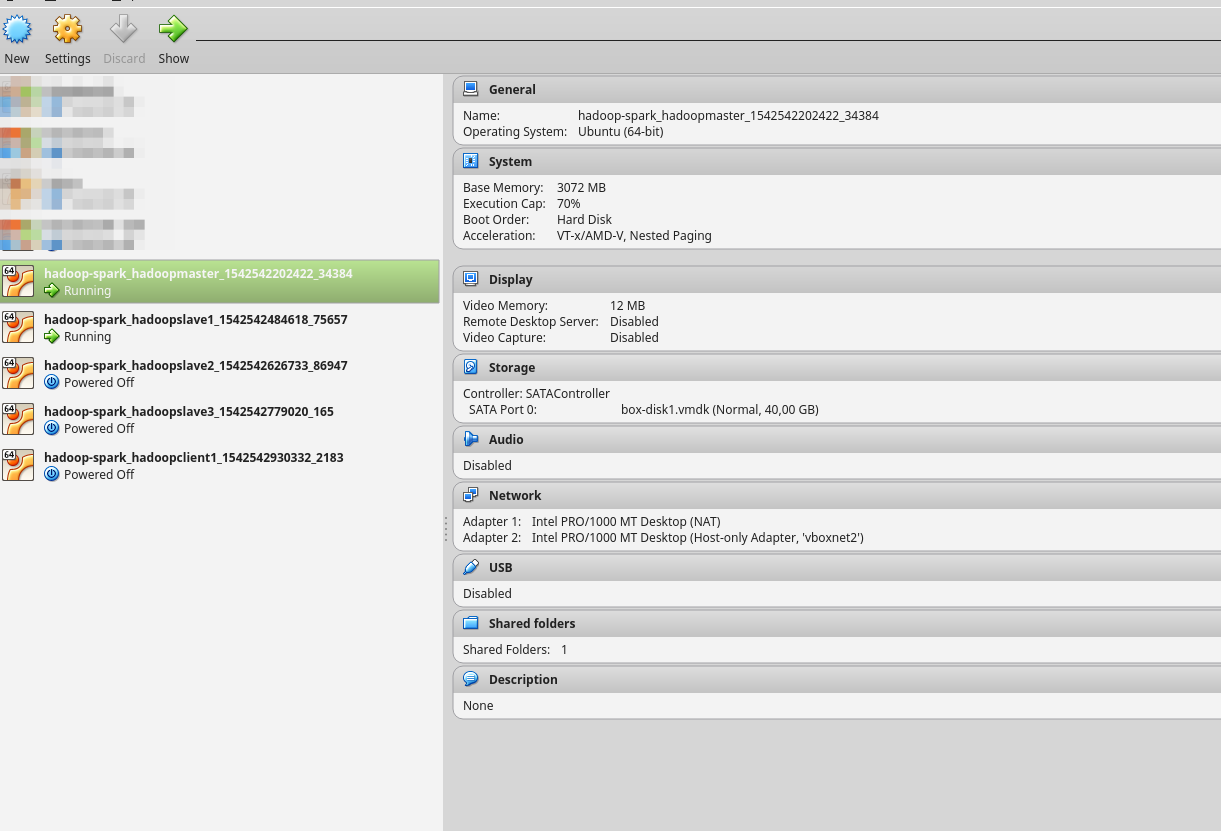 New Settings Discard Show
64 hadoop-spark_hadoopmaster_1542542202422_34384
Running
64 hadoop-spark_hadoopslave1_1542542484618_75657
Running
64 hadoop-spark_hadoopslave2_1542542626733_86947
Powered Off
64 hadoop-spark_hadoopslave3_1542542779020_165
Powered Off
64 hadoop-spark_hadoopclient1_1542542930332_2183
Powered Off
General
Name: hadoop-spark_hadoopmaster_1542542202422_34384
Operating System: Ubuntu (64-bit)
System
Base Memory: 3072 MB
Execution Cap: 70%
Boot Order: Hard Disk
Acceleration: VT-x/AMD-V, Nested Paging
Display
Video Memory: 12 MB
Remote Desktop Server: Disabled
Video Capture: Disabled
Storage
Controller: SATAController
SATA Port 0: box-disk1.vmdk (Normal, 40,00 GB)
Audio
Disabled
Network
Adapter 1: Intel PRO/1000 MT Desktop (NAT)
Adapter 2: Intel PRO/1000 MT Desktop (Host-only Adapter, 'vboxnet2')
USB
Disabled
Shared folders
Shared Folders: 1
Description
None